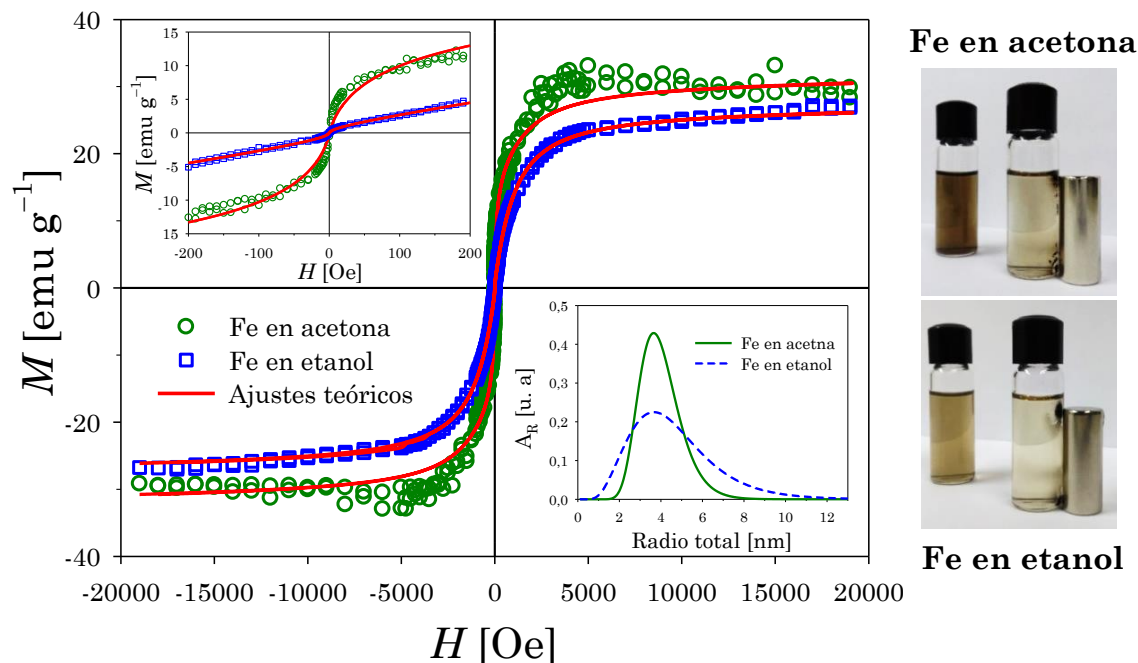 Fe en acetona
40
20
0
-20
-40
M [emu g⁻¹]
-20000 -15000 -10000 -5000 0 5000 10000 15000 20000
H [Oe]
15
10
5
0
-5
-10
15
M [emu g⁻¹]
-200 -100 0 100 200
H [Oe]
Fe en acetona
Fe en etanol
Ajustes teóricos
0,5
0,4
0,3
0,2
0,1
0,0
A_R [u. a]
Fe en acetna
Fe en etanol
0 2 4 6 8 10 12
Radio total [nm]
Fe en etanol